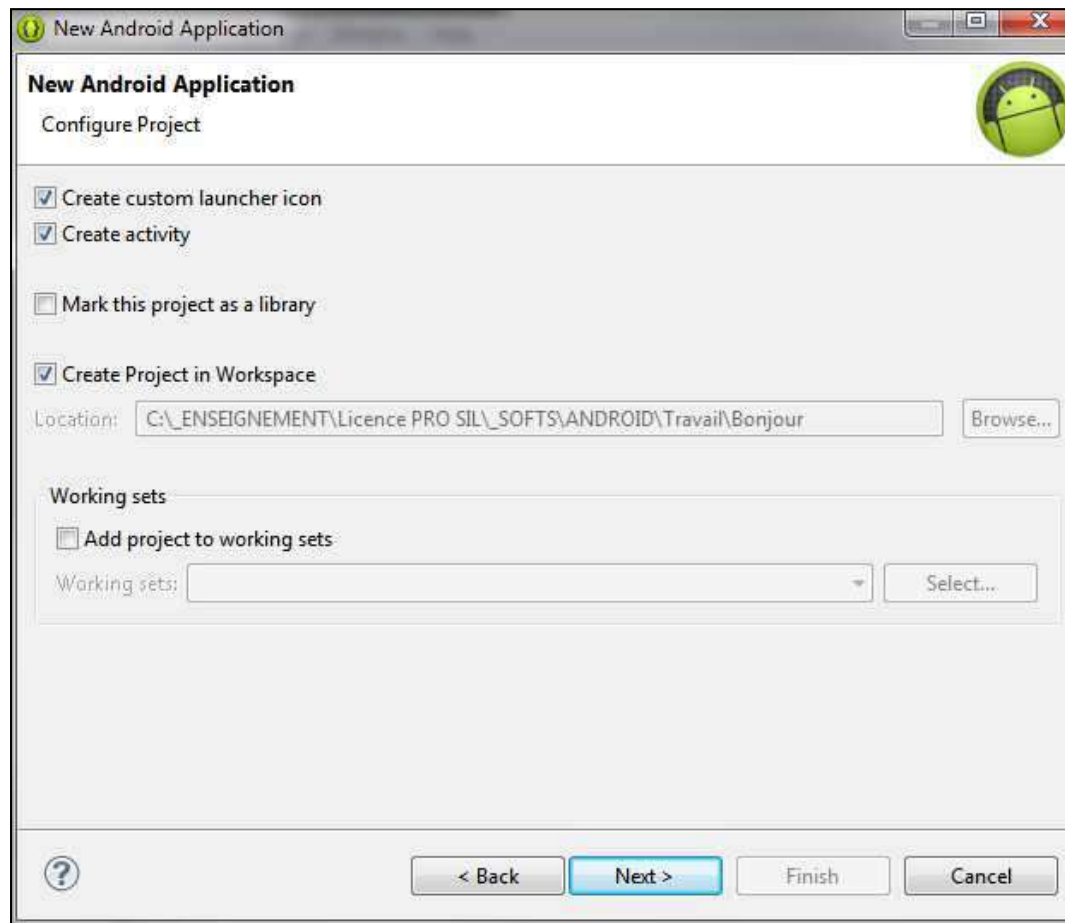 New Android Application
New Android Application
Configure Project
Create custom launcher icon
Create activity
Mark this project as a library
Create Project in Workspace
Location: C:\_ENSEIGNEMENT\Licence PRO SIL\_SOFTS\ANDROID\Travail\Bonjour Browse...
Working sets
Add project to working sets
Working sets: Select...
? < Back Next > Finish Cancel